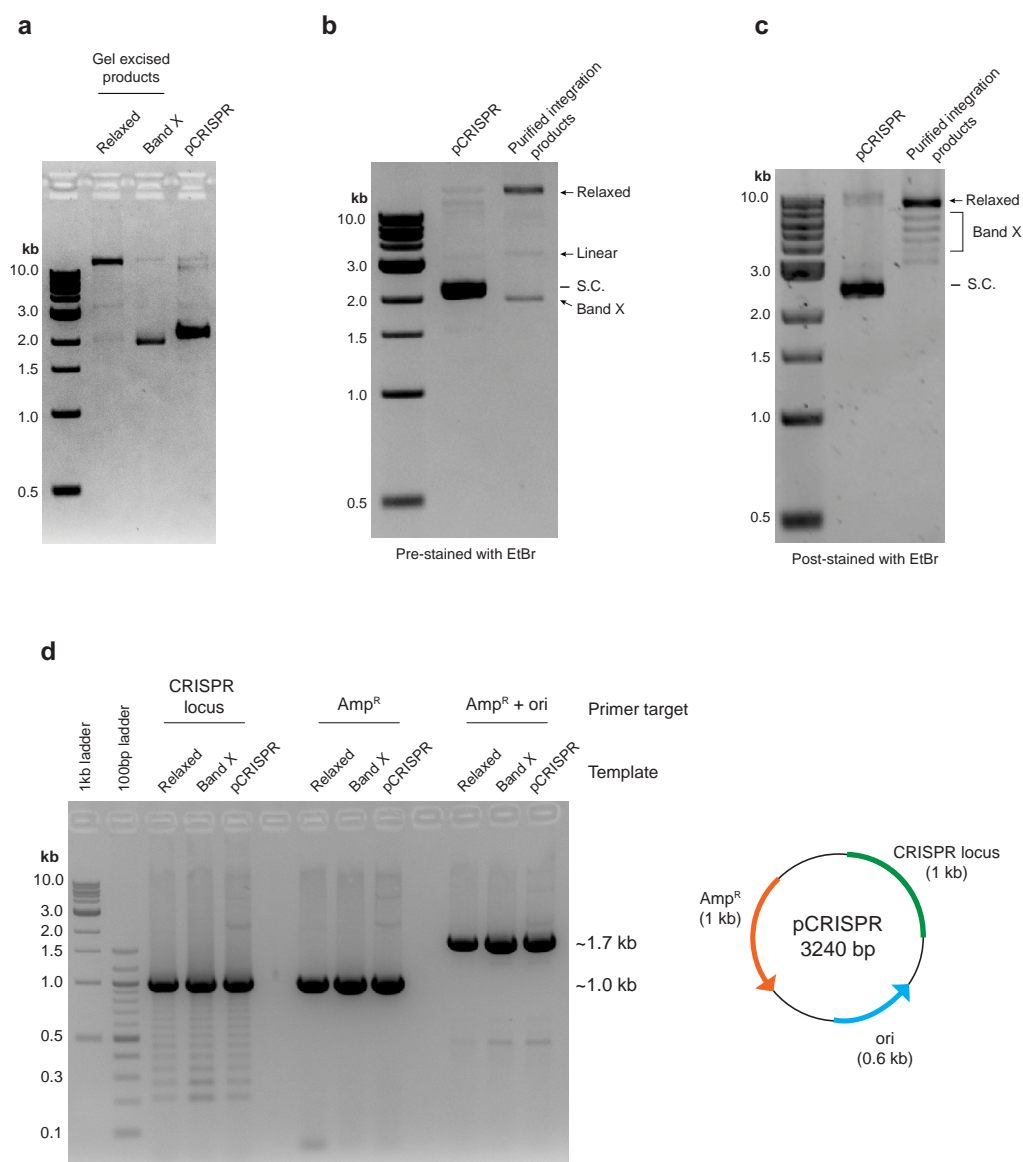 a
Gel excised
products
Relaxed
Band X
pCRISPR
kb
10.0
3.0
2.0
1.5
1.0
0.5
b
pCRISPR
Purified integration
products
kb
10.0
3.0
2.0
1.5
1.0
0.5
Relaxed
Linear
S.C.
Band X
Pre-stained with EtBr
c
pCRISPR
Purified integration
products
kb
10.0
3.0
2.0
1.5
1.0
0.5
Relaxed
Band X
S.C.
Post-stained with EtBr
d
CRISPR
locus
Amp^R
Amp^R + ori
Primer target
1kb ladder
100bp ladder
Relaxed
Band X
pCRISPR
Relaxed
Band X
pCRISPR
Relaxed
Band X
pCRISPR
Template
kb
10.0
3.0
2.0
1.5
1.0
0.5
0.3
0.1
~1.7 kb
~1.0 kb
CRISPR locus
(1 kb)
Amp^R
(1 kb)
pCRISPR
3240 bp
ori
(0.6 kb)